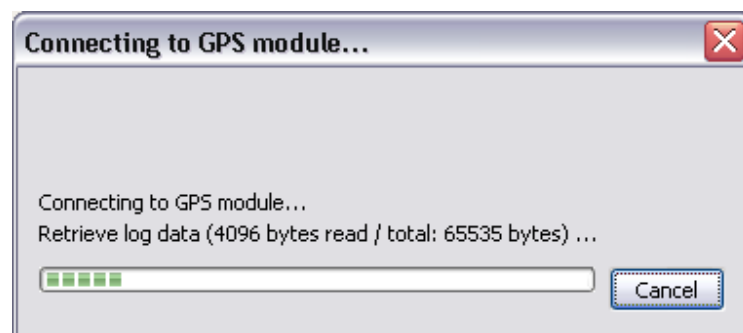 Connecting to GPS module...
Connecting to GPS module...
Retrieve log data (4096 bytes read / total: 65535 bytes) ...
Cancel